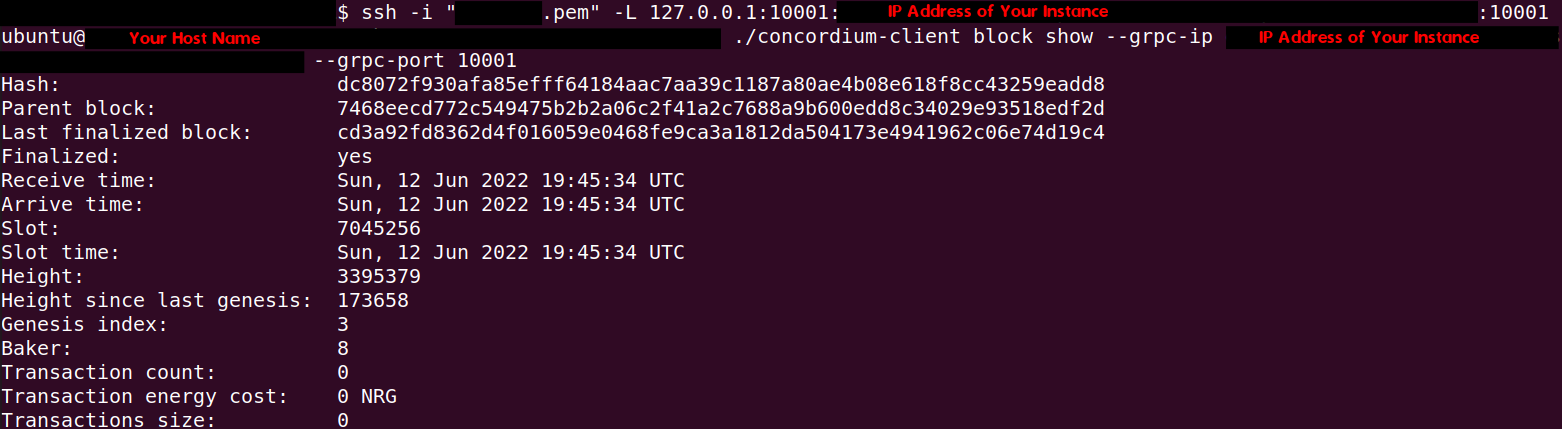 $ ssh -i " .pem" -L 127.0.0.1:10001: IP Address of Your Instance :10001
ubuntu@ Your Host Name ./concordium-client block show --grpc-ip IP Address of Your Instance
--grpc-port 10001
Hash: dc8072f930afa85efff64184aac7aa39c1187a80ae4b08e618f8cc43259eadd8
Parent block: 7468eecd772c549475b2b2a06c2f41a2c7688a9b600edd8c34029e93518edf2d
Last finalized block: cd3a92fd8362d4f016059e0468fe9ca3a1812da504173e4941962c06e74d19c4
Finalized: yes
Receive time: Sun, 12 Jun 2022 19:45:34 UTC
Arrive time: Sun, 12 Jun 2022 19:45:34 UTC
Slot: 7045256
Slot time: Sun, 12 Jun 2022 19:45:34 UTC
Height: 3395379
Height since last genesis: 173658
Genesis index: 3
Baker: 8
Transaction count: 0
Transaction energy cost: 0 NRG
Transactions size: 0